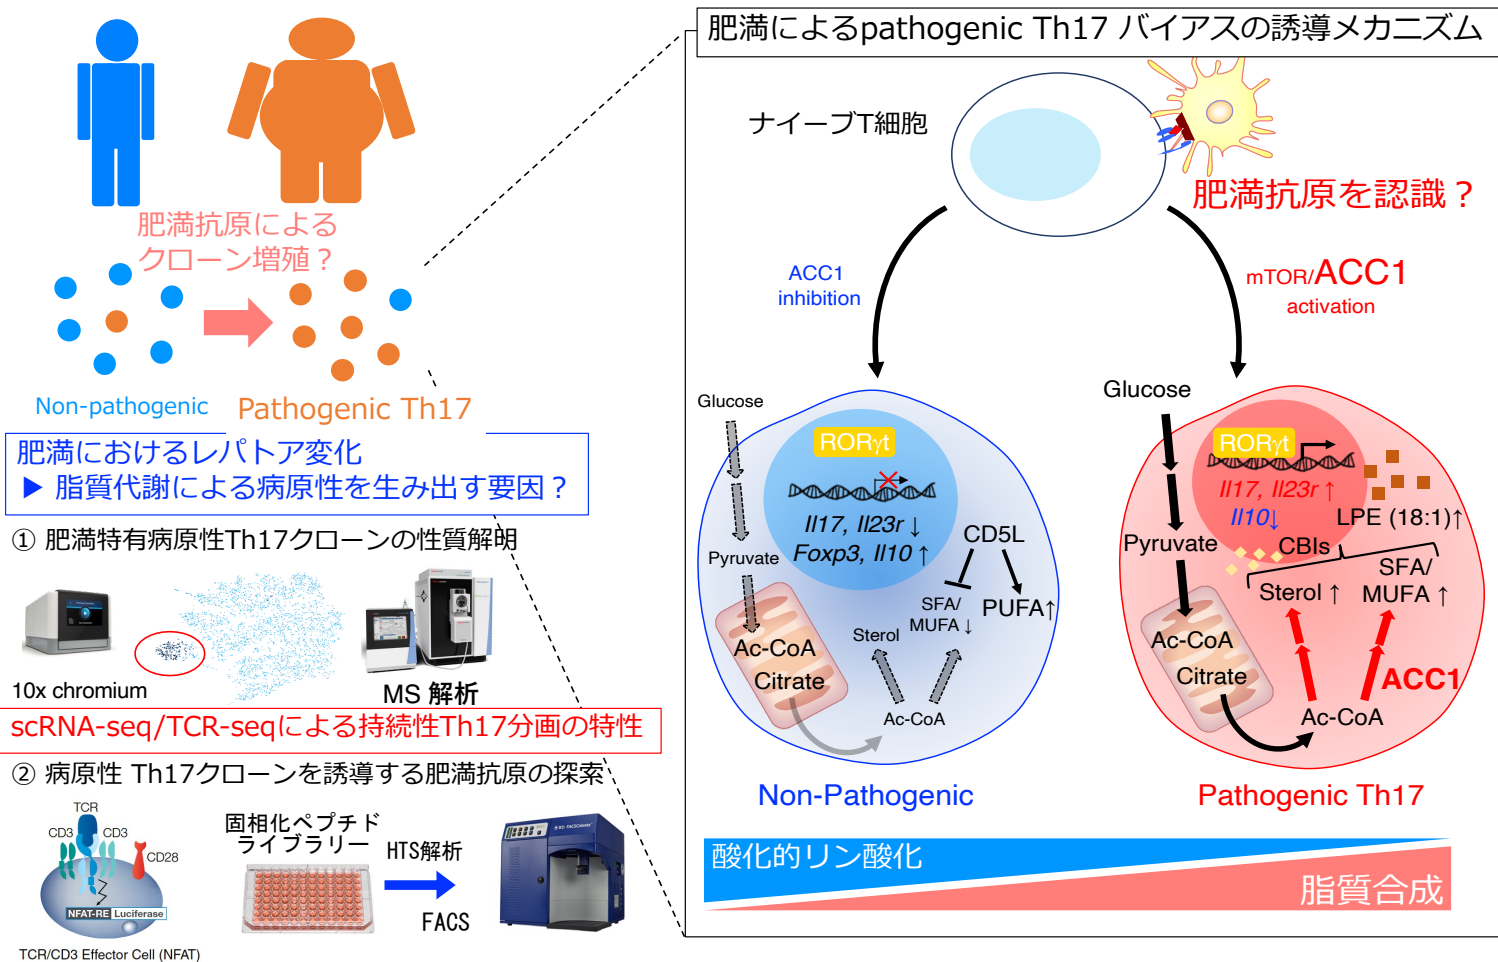 肥満によるpathogenic Th17 バイアスの誘導メカニズム
肥満抗原による
クローン増殖？
Non-pathogenic
Pathogenic Th17
肥満におけるレパトア変化
▶ 脂質代謝による病原性を生み出す要因？
① 肥満特有病原性Th17クローンの性質解明
10x chromium
MS 解析
scRNA-seq/TCR-seqによる持続性Th17分画の特性
② 病原性 Th17クローンを誘導する肥満抗原の探索
TCR
CD3
CD3
CD28
NFAT-RE Luciferase
TCR/CD3 Effector Cell (NFAT)
固相化ペプチド
ライブラリー
HTS解析
FACS
ナイーブT細胞
肥満抗原を認識？
ACC1
inhibition
mTOR/ACC1
activation
Glucose
RORγt
Il17, Il23r ↓
Foxp3, Il10 ↑
CD5L
Pyruvate
SFA/
MUFA ↓
PUFA↑
Sterol
Ac-CoA
Citrate
Ac-CoA
Non-Pathogenic
Glucose
RORγt
Il17, Il23r ↑
Il10↓
LPE (18:1)↑
Pyruvate
CBIs
Sterol ↑
SFA/
MUFA ↑
Ac-CoA
Citrate
ACC1
Ac-CoA
Pathogenic Th17
酸化的リン酸化
脂質合成